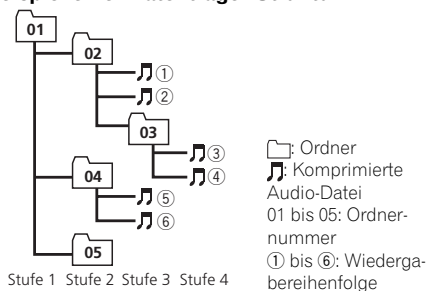 01
02
①
②
03
③
④
04
⑤
⑥
05
Stufe 1 Stufe 2 Stufe 3 Stufe 4
: Ordner
: Komprimierte
Audio-Datei
01 bis 05: Ordner-
nummer
① bis ⑥: Wiederga-
bereihenfolge